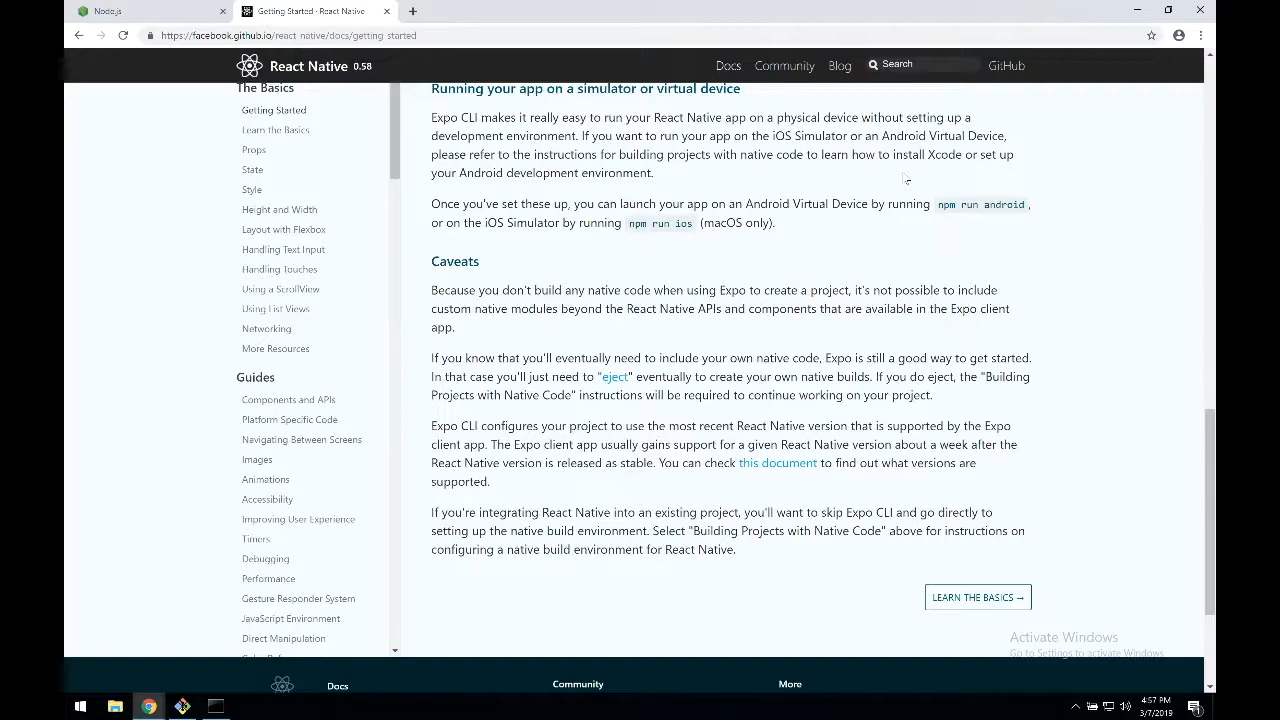 Node.js
Getting Started · React Native
https://facebook.github.io/react native/docs/getting started
React Native 0.58
Docs
Community
Blog
Search
GitHub
The Basics
Getting Started
Learn the Basics
Props
State
Style
Height and Width
Layout with Flexbox
Handling Text Input
Handling Touches
Using a ScrollView
Using List Views
Networking
More Resources
Guides
Components and APIs
Platform Specific Code
Navigating Between Screens
Images
Animations
Accessibility
Improving User Experience
Timers
Debugging
Performance
Gesture Responder System
JavaScript Environment
Direct Manipulation
Running your app on a simulator or virtual device
Expo CLI makes it really easy to run your React Native app on a physical device without setting up a
development environment. If you want to run your app on the iOS Simulator or an Android Virtual Device,
please refer to the instructions for building projects with native code to learn how to install Xcode or set up
your Android development environment.
Once you've set these up, you can launch your app on an Android Virtual Device by running npm run android,
or on the iOS Simulator by running npm run ios (macOS only).
Caveats
Because you don't build any native code when using Expo to create a project, it's not possible to include
custom native modules beyond the React Native APIs and components that are available in the Expo client
app.
If you know that you'll eventually need to include your own native code, Expo is still a good way to get started.
In that case you'll just need to "eject" eventually to create your own native builds. If you do eject, the "Building
Projects with Native Code" instructions will be required to continue working on your project.
Expo CLI configures your project to use the most recent React Native version that is supported by the Expo
client app. The Expo client app usually gains support for a given React Native version about a week after the
React Native version is released as stable. You can check this document to find out what versions are
supported.
If you're integrating React Native into an existing project, you'll want to skip Expo CLI and go directly to
setting up the native build environment. Select "Building Projects with Native Code" above for instructions on
configuring a native build environment for React Native.
LEARN THE BASICS →
Activate Windows
Go to Settings to activate Windows
Docs
Community
More
4:57 PM
3/7/2019